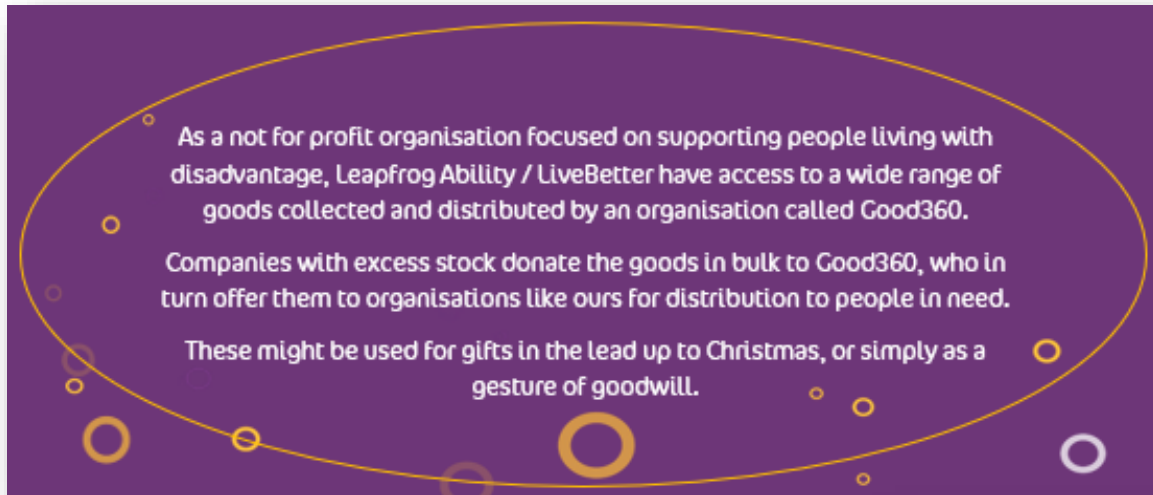 As a not for profit organisation focused on supporting people living with
disadvantage, Leapfrog Ability / LiveBetter have access to a wide range of
goods collected and distributed by an organisation called Good360.
Companies with excess stock donate the goods in bulk to Good360, who in
turn offer them to organisations like ours for distribution to people in need.
These might be used for gifts in the lead up to Christmas, or simply as a
gesture of goodwill.